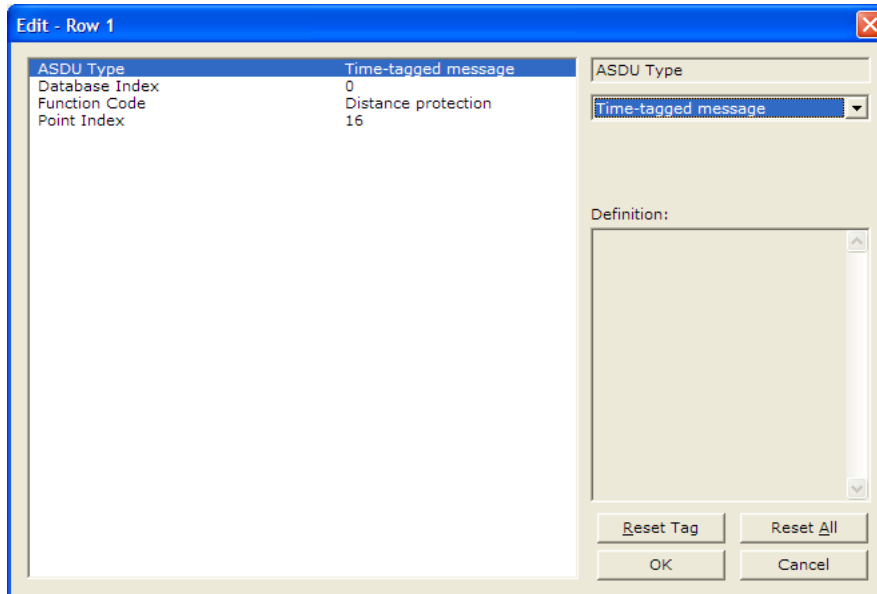 Edit - Row 1
ASDU Type Time-tagged message
Database Index 0
Function Code Distance protection
Point Index 16
ASDU Type
Time-tagged message
Definition:
Reset Tag Reset All
OK Cancel